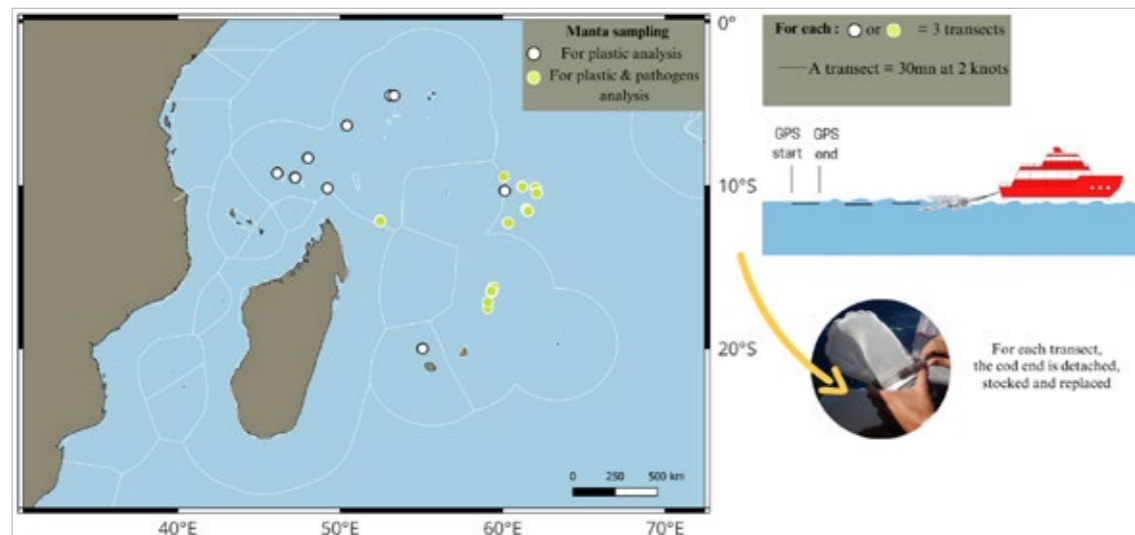 Manta sampling
For plastic analysis
For plastic & pathogens
analysis
0°
10°S
20°S
0 250 500 km
40°E 50°E 60°E 70°E
For each : or = 3 transects
A transect = 30mn at 2 knots
GPS GPS
start end
For each transect,
the cod end is detached,
stocked and replaced